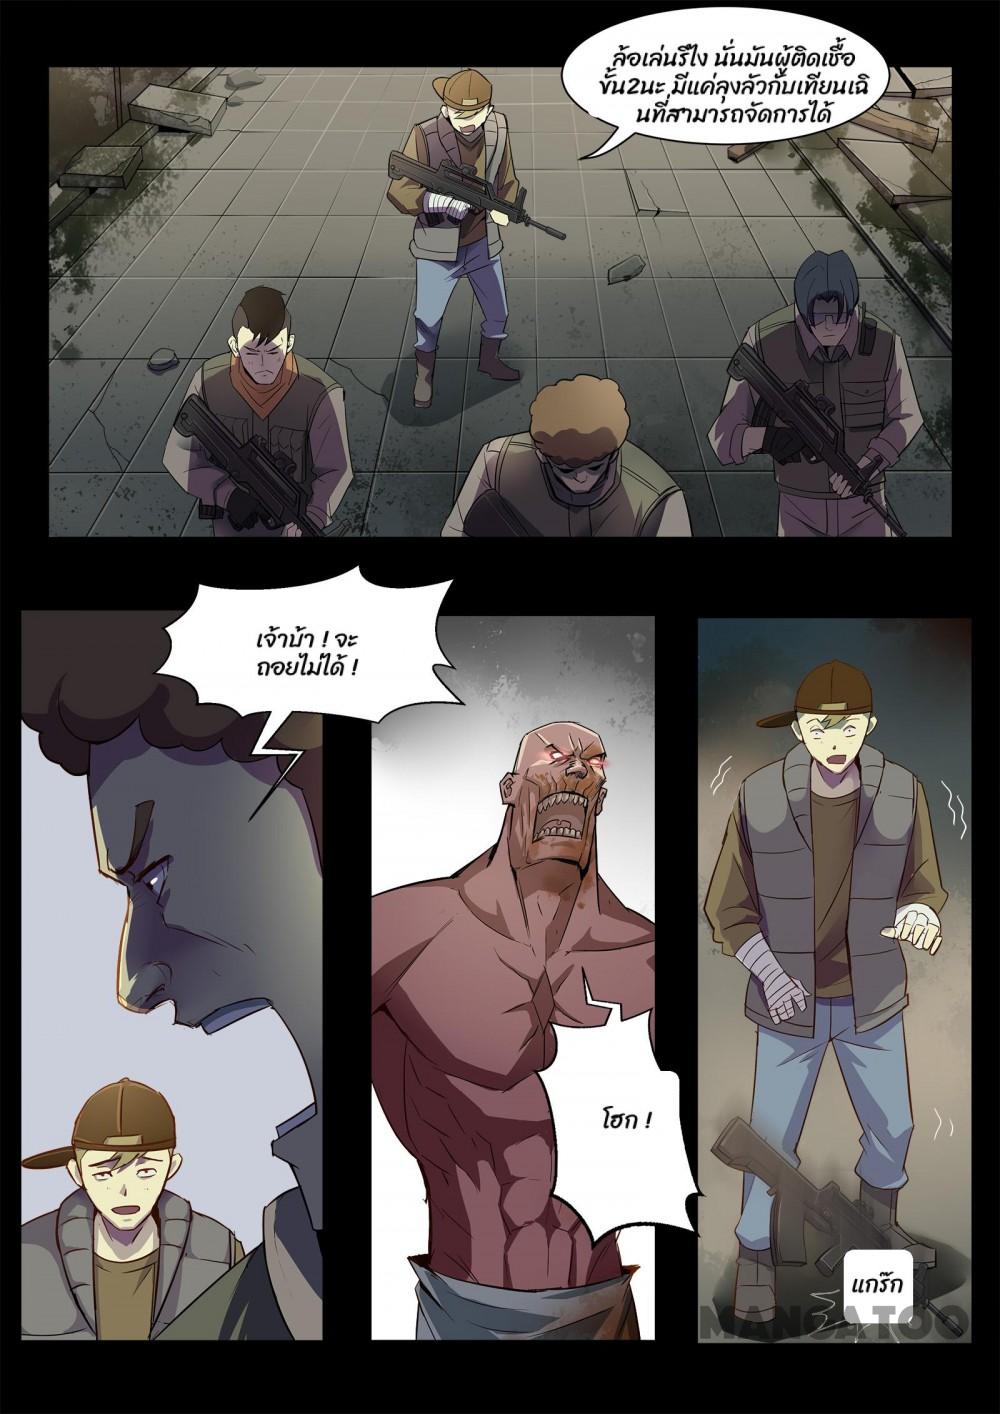 ล้อเล่นรึไง นั่นมันผู้ติดเชื้อ
ขั้น2นะ มีแค่ลุงลัวกับเทียนเฉิ
นที่สามารถจัดการได้
เจ้าบ้า ! จะ
ถอยไม่ได้ !
โฮก !
แกร๊ก
MANGATOON